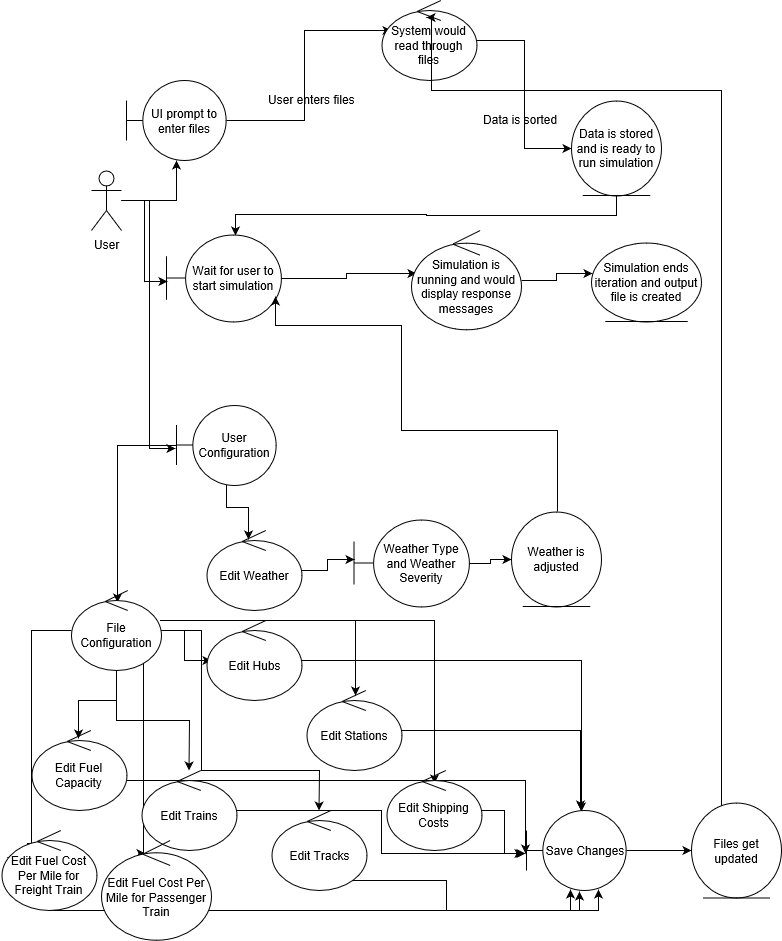 System would
read through
files
User enters files
UI prompt to
enter files
Data is sorted
Data is stored
and is ready to
run simulation
User
Wait for user to
start simulation
Simulation is
running and would
display response
messages
Simulation ends
iteration and output
file is created
User
Configuration
Edit Weather
Weather Type
and Weather
Severity
Weather is
adjusted
File
Configuration
Edit Hubs
Edit Stations
Edit Fuel
Capacity
Edit Trains
Edit Shipping
Costs
Edit Tracks
Save Changes
Files get
updated
Edit Fuel Cost
Per Mile for
Freight Train
Edit Fuel Cost Per
Mile for Passenger
Train